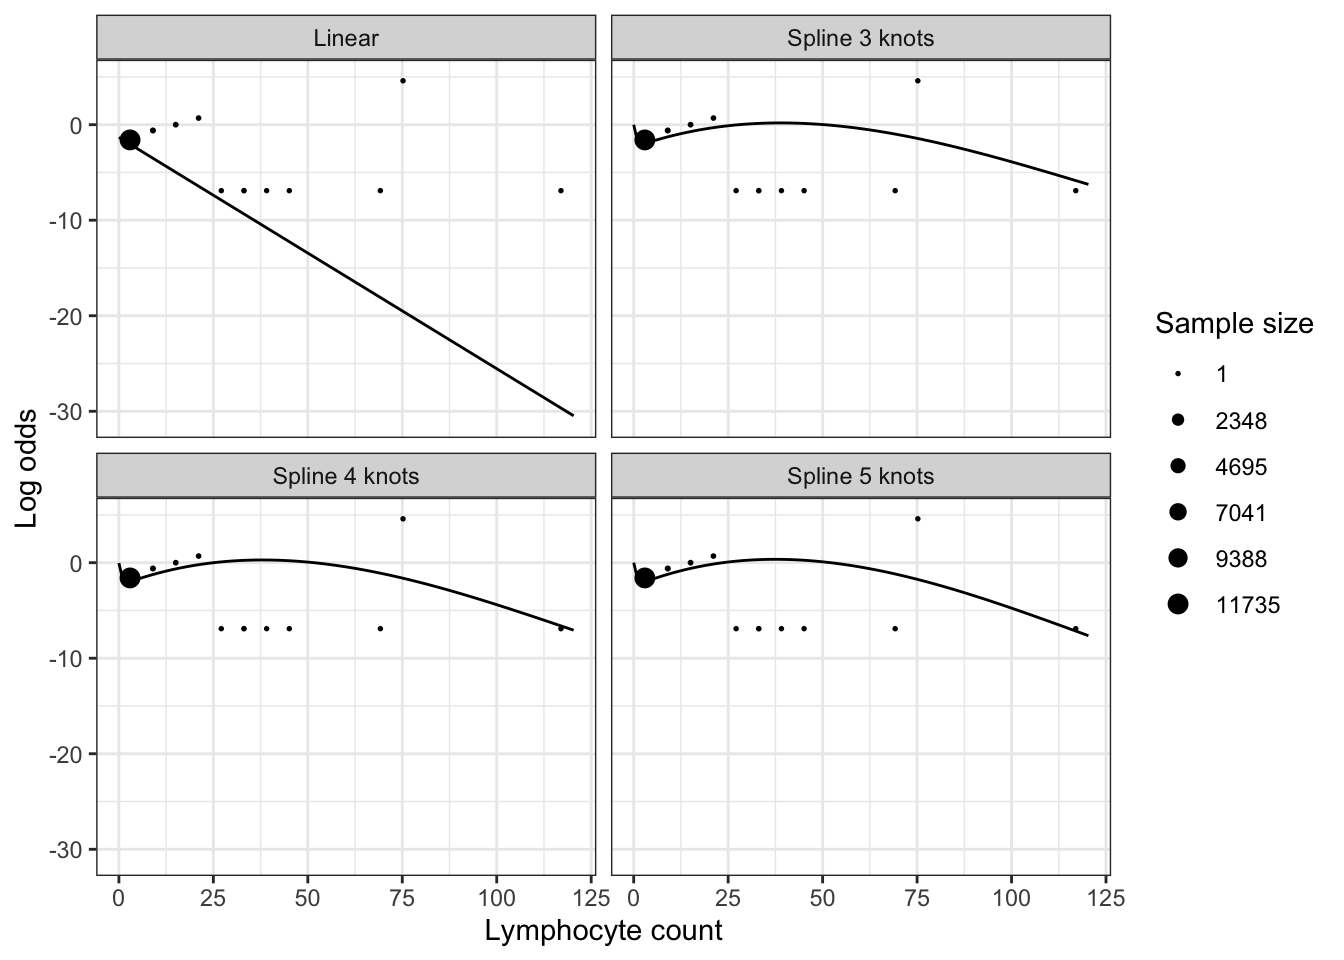 Linear
Spline 3 knots
0
-10
-20
-30
Spline 4 knots
Spline 5 knots
0
-10
-20
-30
0 25 50 75 100 125
0 25 50 75 100 125
Lymphocyte count
Log odds
Sample size
1
2348
4695
7041
9388
11735